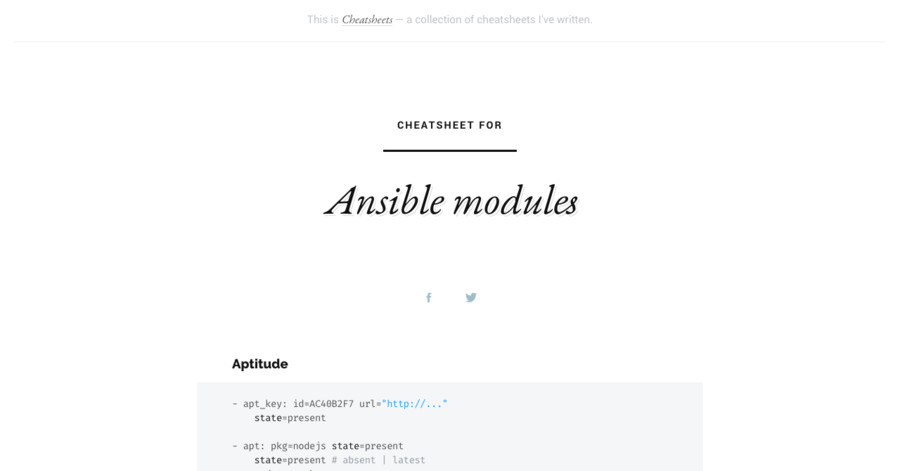 This is Cheatsheets — a collection of cheatsheets I've written.
CHEATSHEET FOR
Ansible modules
Aptitude
- apt_key: id=AC40B2F7 url="http://..."
    state=present
- apt: pkg=nodejs state=present
    state=present # absent | latest